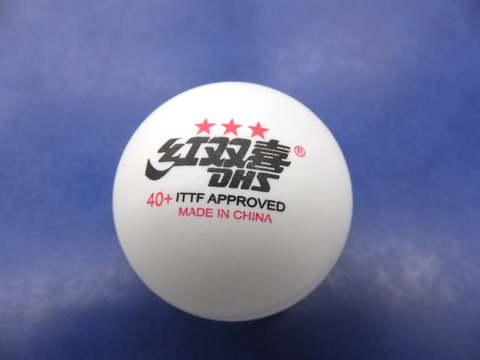 ★★★
红双喜®
DHS
40+ ITTF APPROVED
MADE IN CHINA